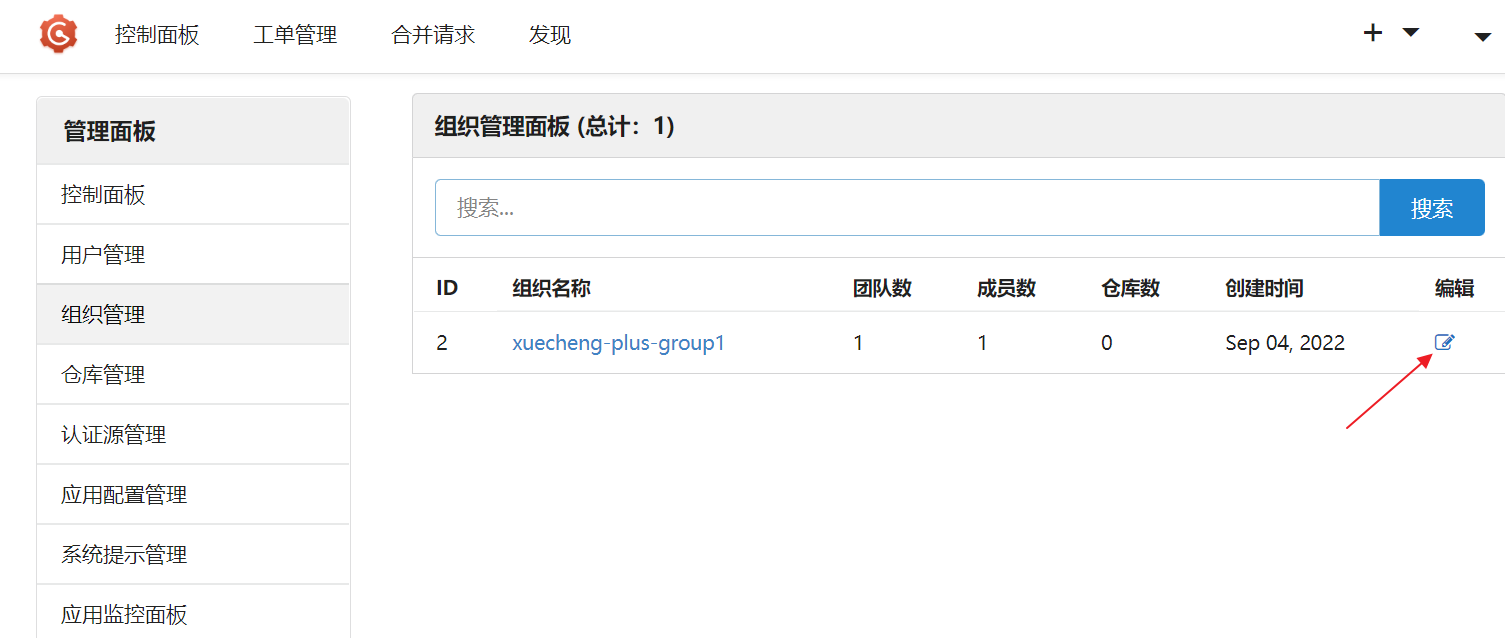 控制面板 工单管理 合并请求 发现
管理面板
控制面板
用户管理
组织管理
仓库管理
认证源管理
应用配置管理
系统提示管理
应用监控面板
组织管理面板 (总计：1)
搜索... 搜索
ID 组织名称 团队数 成员数 仓库数 创建时间 编辑
2 xuecheng-plus-group1 1 1 0 Sep 04, 2022